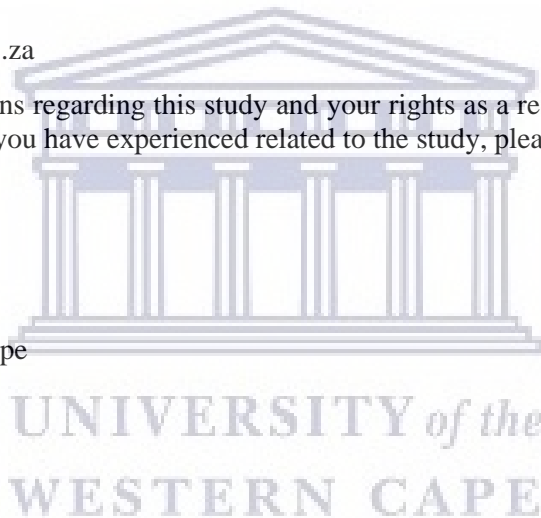 .za
ns regarding this study and your rights as a re
you have experienced related to the study, plea
pe
UNIVERSITY of the
WESTERN CAPE